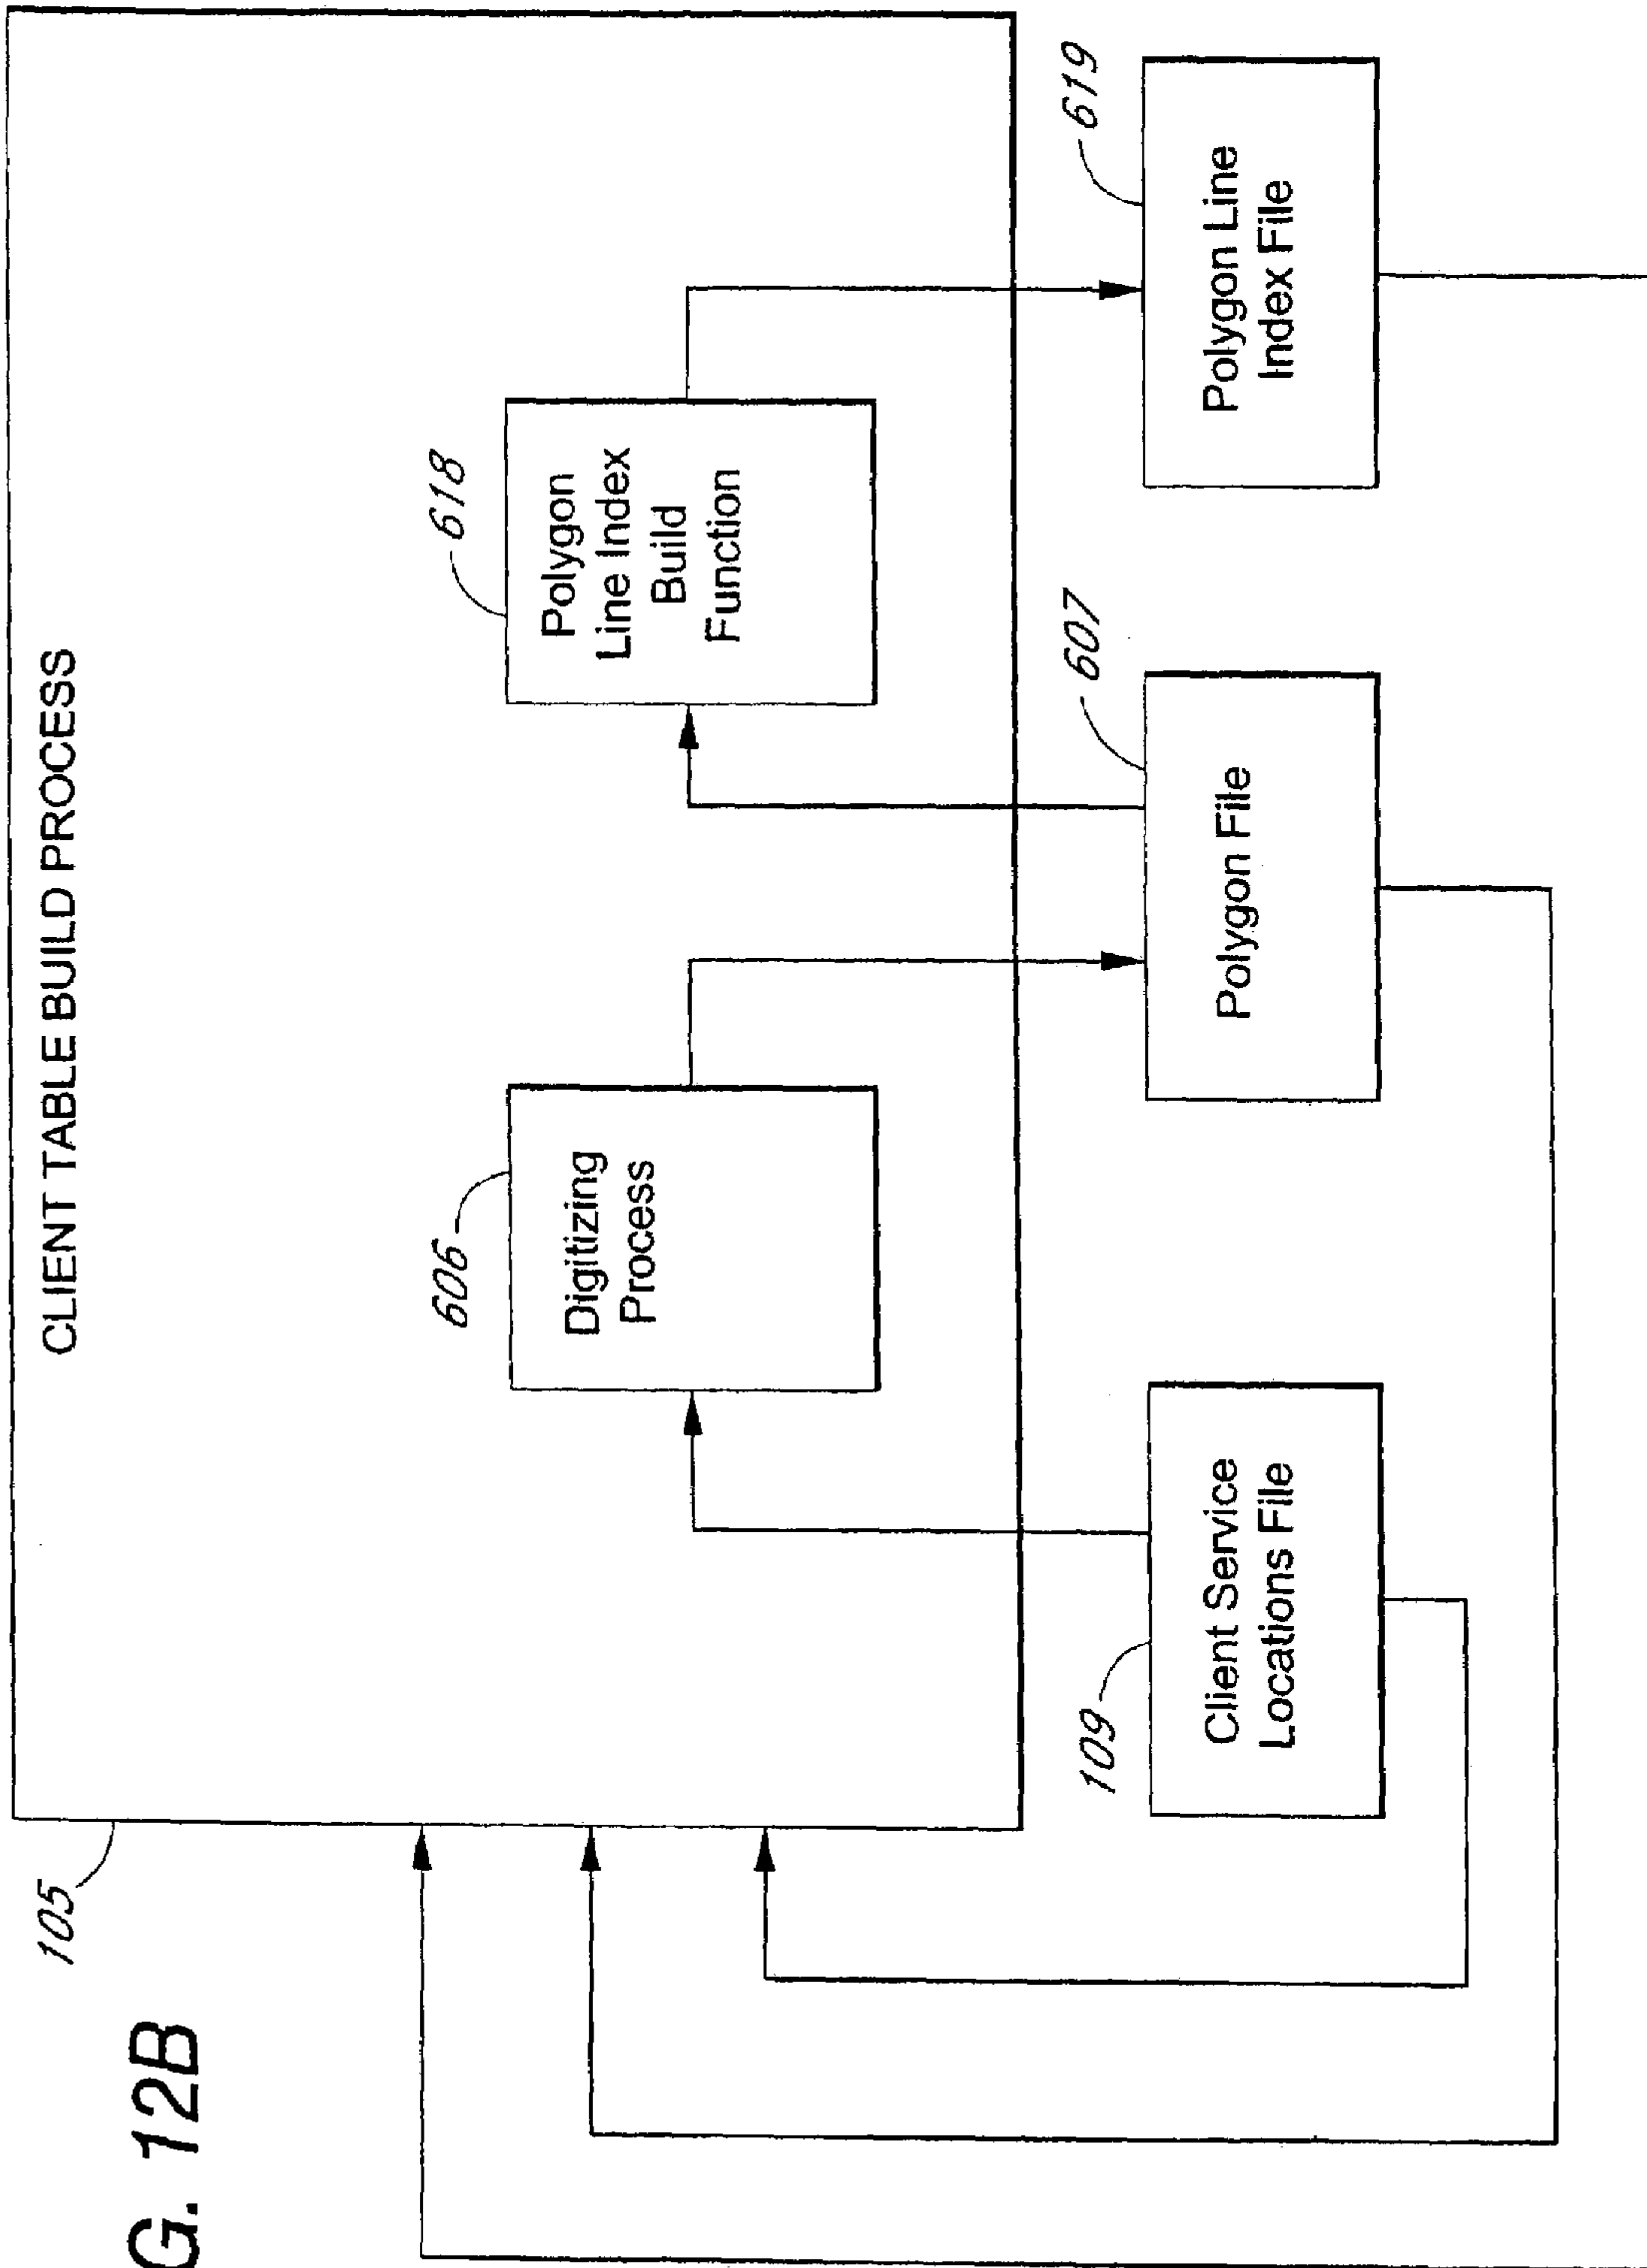 CLIENT TABLE BUILD PROCESS
105
606
Digitizing
Process
618
Polygon
Line Index
Build
Function
109
Client Service
Locations File
607
Polygon File
619
Polygon Line
Index File
G. 12B